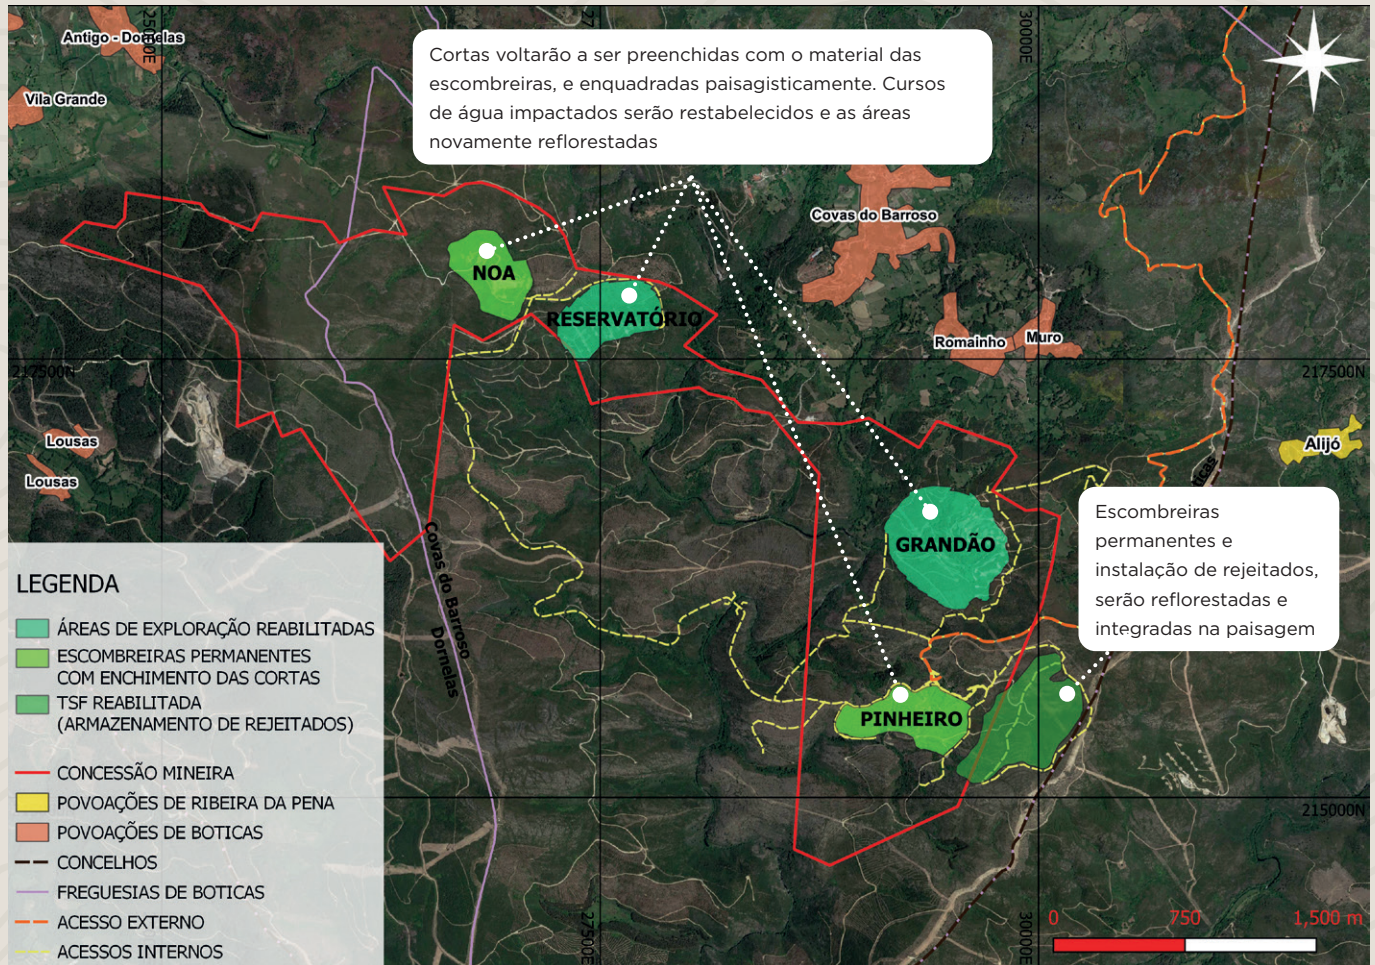 Antigo - Dornelas
Vila Grande
25000E
300000E
Cortas voltarão a ser preenchidas com o material das
escombreiras, e enquadradas paisagisticamente. Cursos
de água impactados serão restabelecidos e as áreas
novamente reflorestadas
Covas do Barroso
NOA
RESERVATÓRIO
Romainho
Muro
217500N
217500N
Lousas
Lousas
Alijó
GRANDÃO
Escombreiras
permanentes e
instalação de rejeitados,
serão reflorestadas e
integradas na paisagem
Covas do Barroso
Dornelas
PINHEIRO
LEGENDA
ÁREAS DE EXPLORAÇÃO REABILITADAS
ESCOMBREIRAS PERMANENTES
COM ENCHIMENTO DAS CORTAS
TSF REABILITADA
(ARMAZENAMENTO DE REJEITADOS)
CONCESSÃO MINEIRA
POVOAÇÕES DE RIBEIRA DA PENA
POVOAÇÕES DE BOTICAS
CONCELHOS
FREGUESIAS DE BOTICAS
ACESSO EXTERNO
ACESSOS INTERNOS
215000N
27500E
30000E
0 750 1,500 m